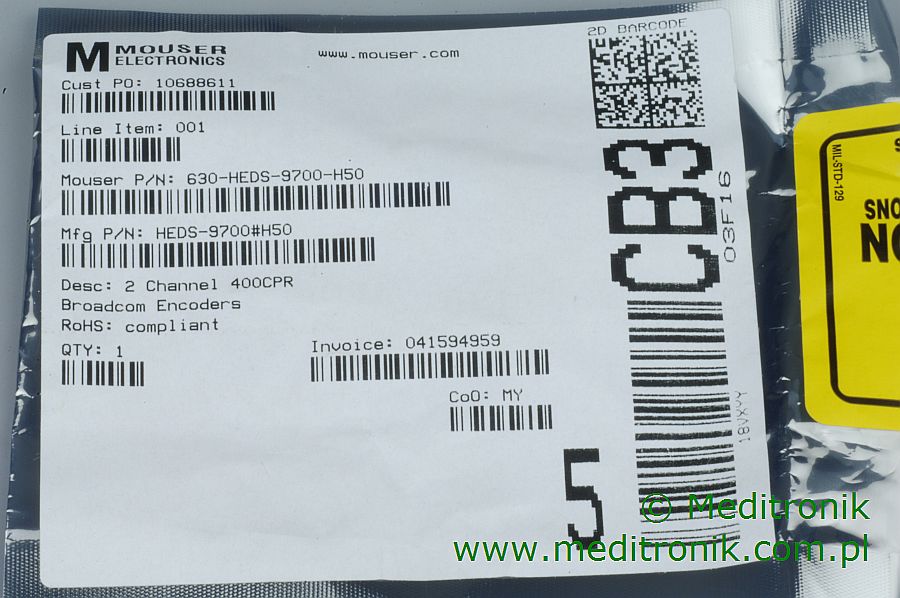 MOUSER
ELECTRONICS
www.mouser.com
2D BARCODE
Cust PO: 10688611
Line Item: 001
Mouser P/N: 630-HEDS-9700-H50
Mfg P/N: HEDS-9700#H50
Desc: 2 Channel 400CPR
Broadcom Encoders
RoHS: compliant
QTY: 1
Invoice: 041594959
CoO: MY
5
CB3
03F16
18VXYY
MIL-STD-129
© Meditronik
www.meditronik.com.pl